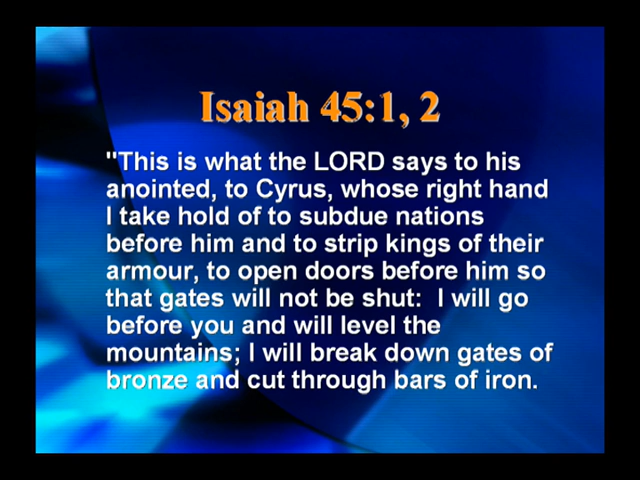 Isaiah 45:1, 2
"This is what the LORD says to his
anointed, to Cyrus, whose right hand
I take hold of to subdue nations
before him and to strip kings of their
armour, to open doors before him so
that gates will not be shut:  I will go
before you and will level the
mountains; I will break down gates of
bronze and cut through bars of iron.